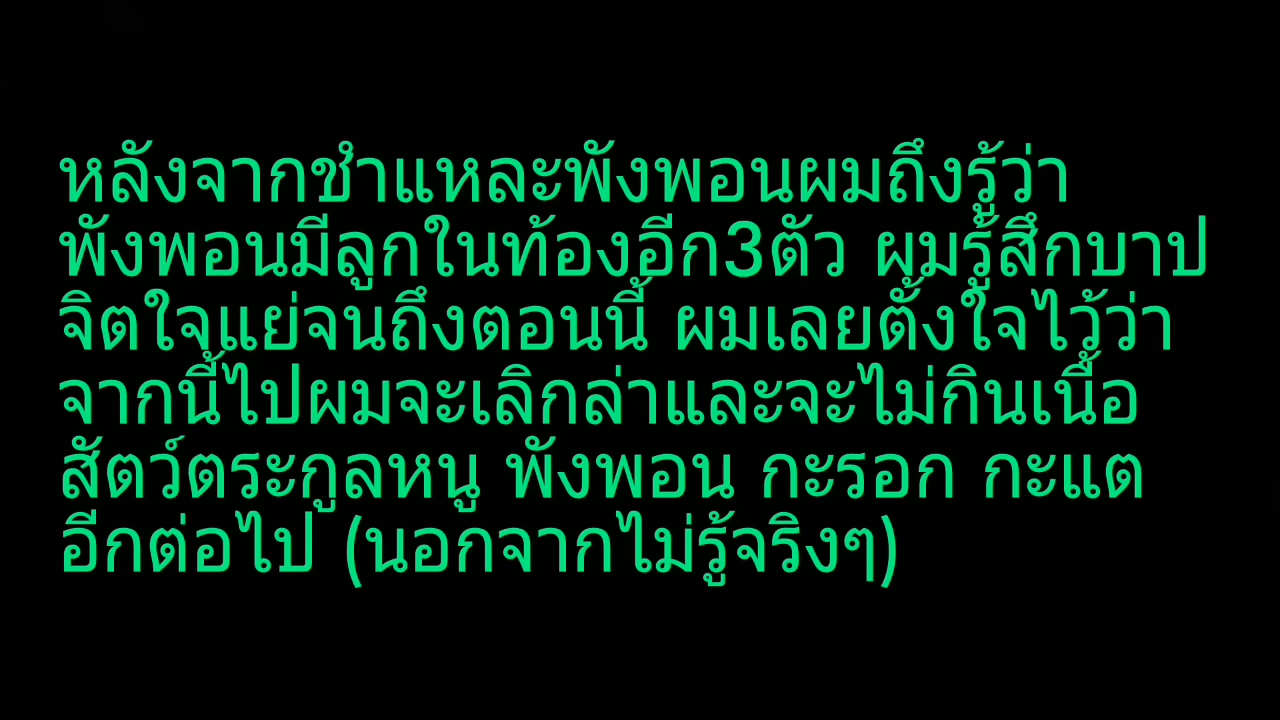 หลังจากชำแหละพังพอนผมถึงรู้ว่า
พังพอนมีลูกในท้องอีก3ตัว ผมรู้สึกบาป
จิตใจแย่จนถึงตอนนี้ ผมเลยตั้งใจไว้ว่า
จากนี้ไปผมจะเลิกล่าและจะไม่กินเนื้อ
สัตว์ตระกูลหนู พังพอน กะรอก กะแต
อีกต่อไป (นอกจากไม่รู้จริงๆ)